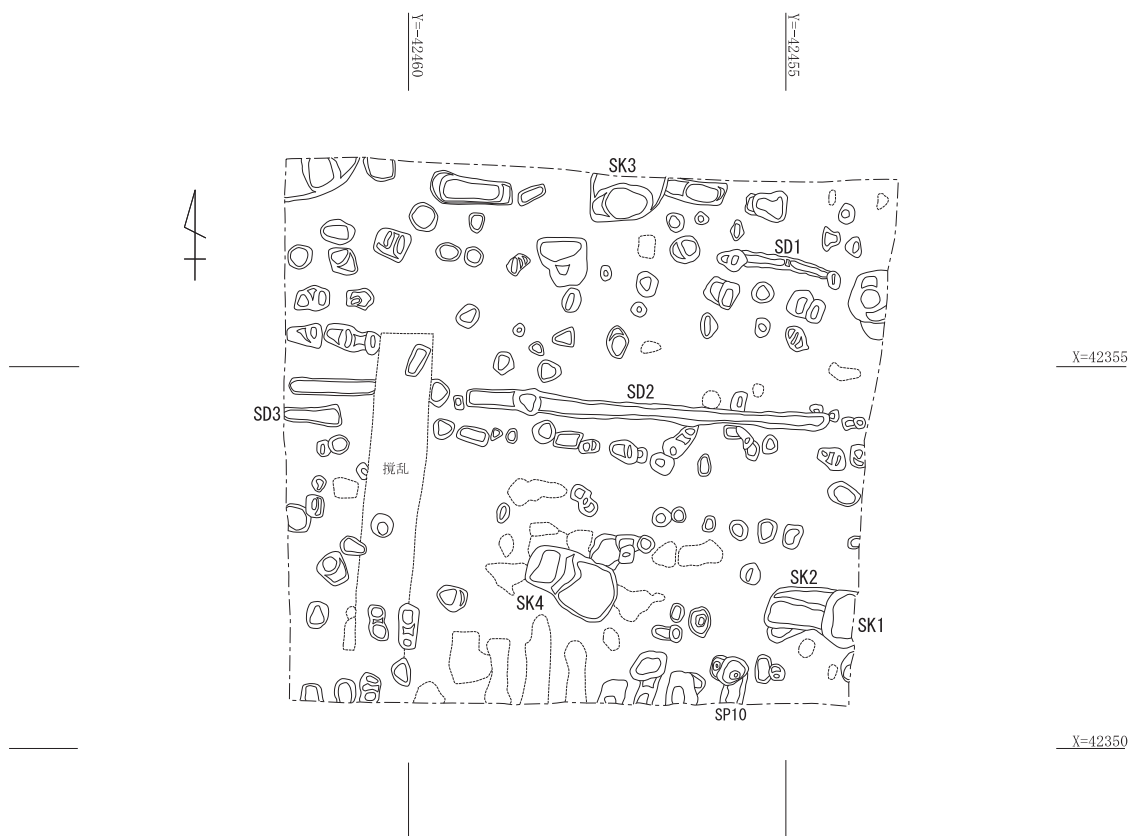 Y=-42460
Y=-42455
SK3
SD1
X=42355
SD2
SD3
撹乱
SK2
SK4
SK1
SP10
X=42350